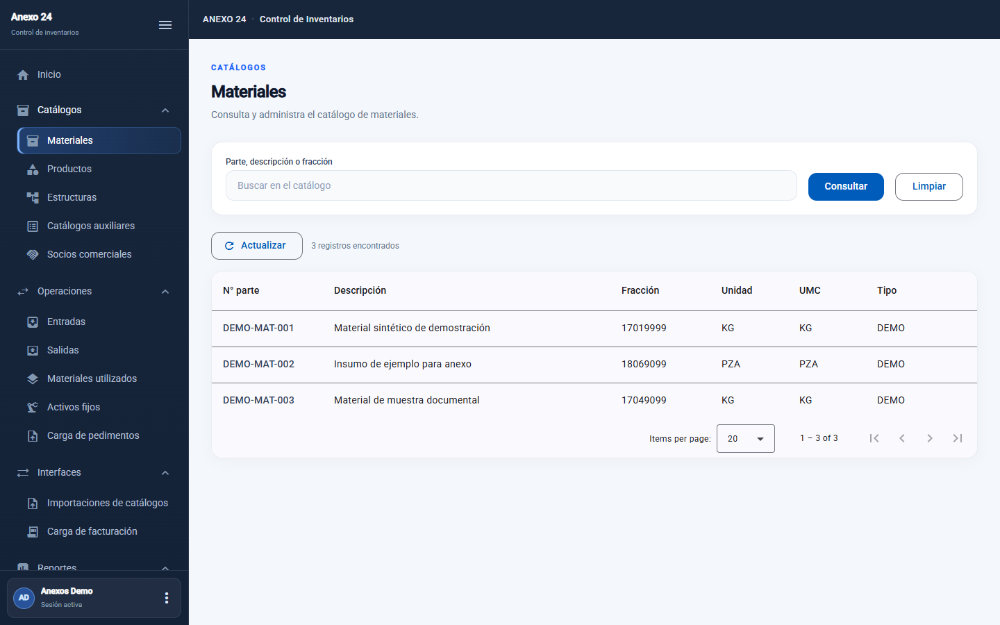 Anexo 24
Control de inventarios
Inicio
Catálogos
Materiales
Productos
Estructuras
Catálogos auxiliares
Socios comerciales
Operaciones
Entradas
Salidas
Materiales utilizados
Activos fijos
Carga de pedimentos
Interfaces
Importaciones de catálogos
Carga de facturación
Reportes
AD
Anexos Demo
Sesión activa
ANEXO 24 · Control de Inventarios
CATÁLOGOS
Materiales
Consulta y administra el catálogo de materiales.
Parte, descripción o fracción
Buscar en el catálogo
Consultar
Limpiar
Actualizar
3 registros encontrados
N° parte Descripción Fracción Unidad UMC Tipo
DEMO-MAT-001 Material sintético de demostración 17019999 KG KG DEMO
DEMO-MAT-002 Insumo de ejemplo para anexo 18069099 PZA PZA DEMO
DEMO-MAT-003 Material de muestra documental 17049099 KG KG DEMO
Items per page: 20 1 – 3 of 3